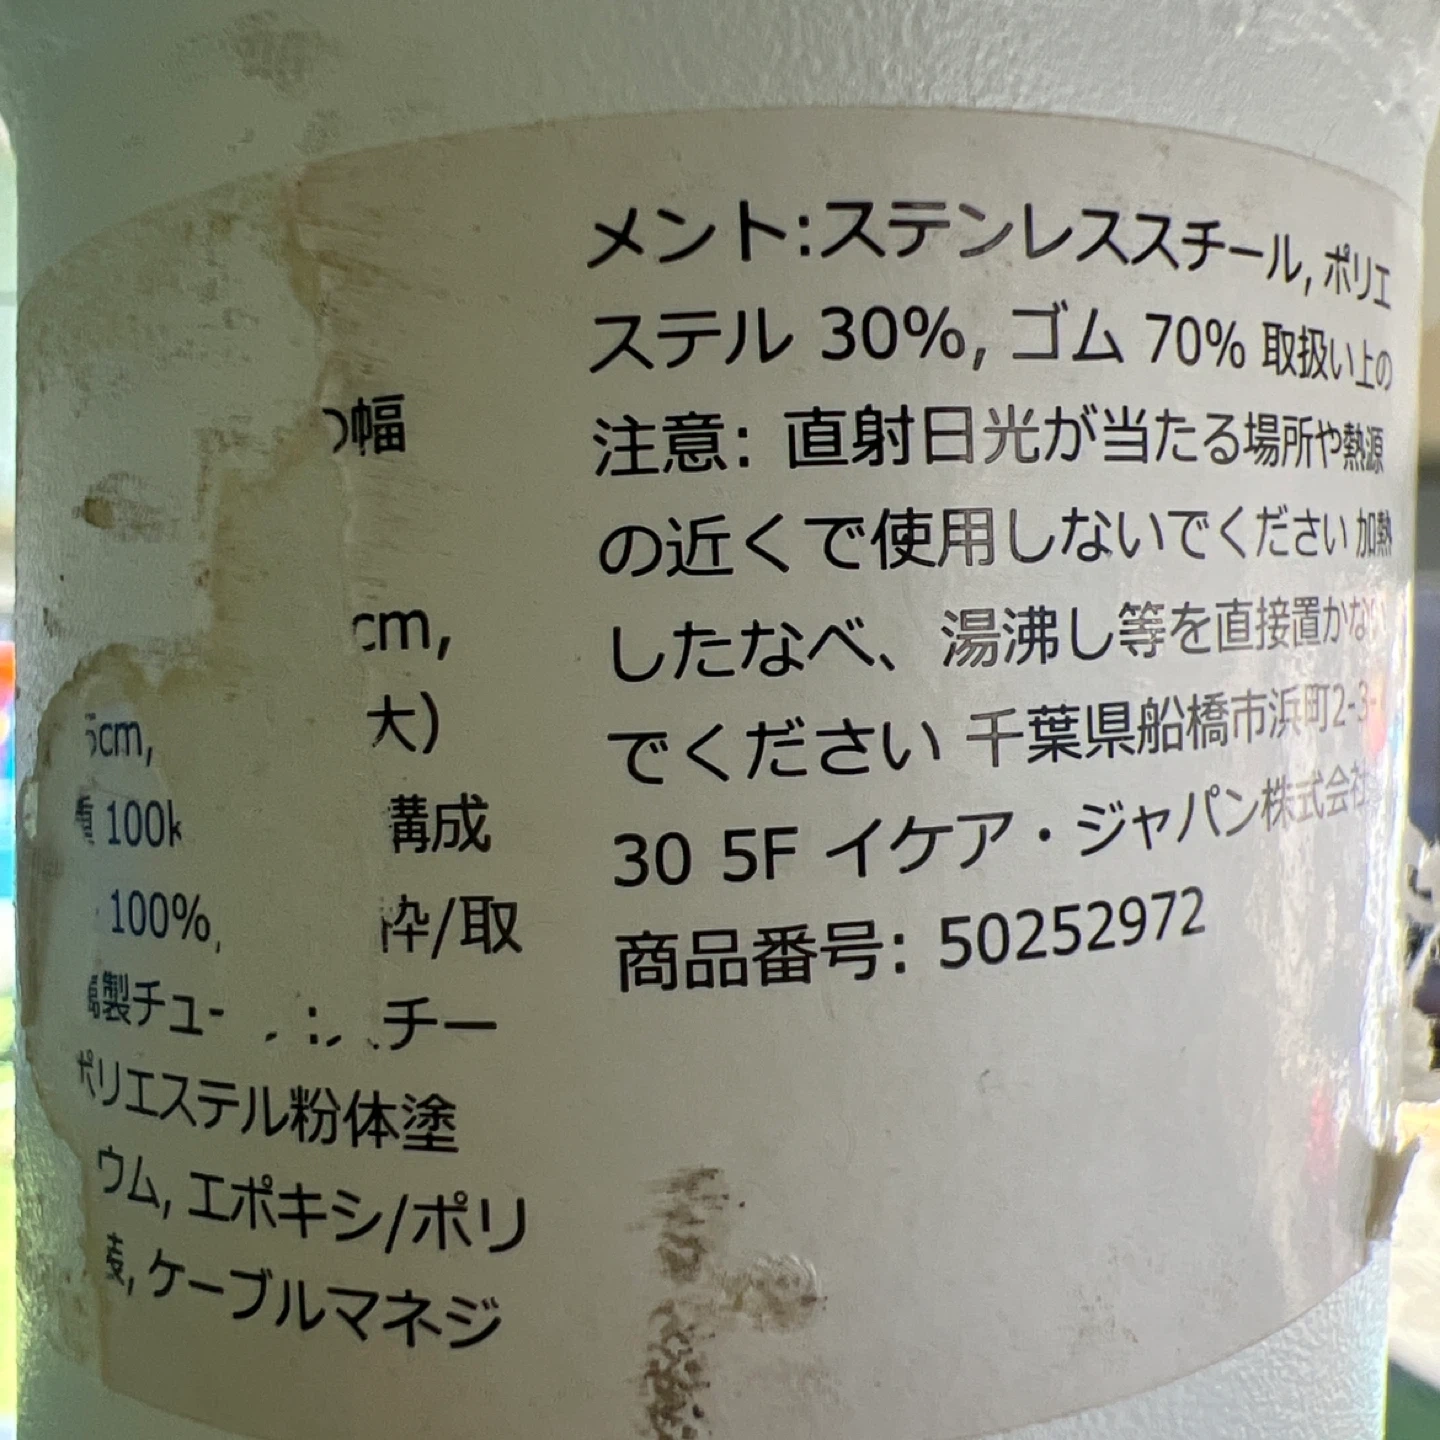 の幅
cm,
5cm, 大)
質 100k 構成
100%, 枠/取
鋼製チュー : スチー
ポリエステル粉体塗
ウム, エポキシ/ポリ
装, ケーブルマネジ
メント:ステンレススチール, ポリエ
ステル 30%, ゴム 70% 取扱い上の
注意: 直射日光が当たる場所や熱源
の近くで使用しないでください 加熱
したなべ、湯沸し等を直接置かない
でください 千葉県船橋市浜町2-3-
30 5F イケア・ジャパン株式会社
商品番号: 50252972